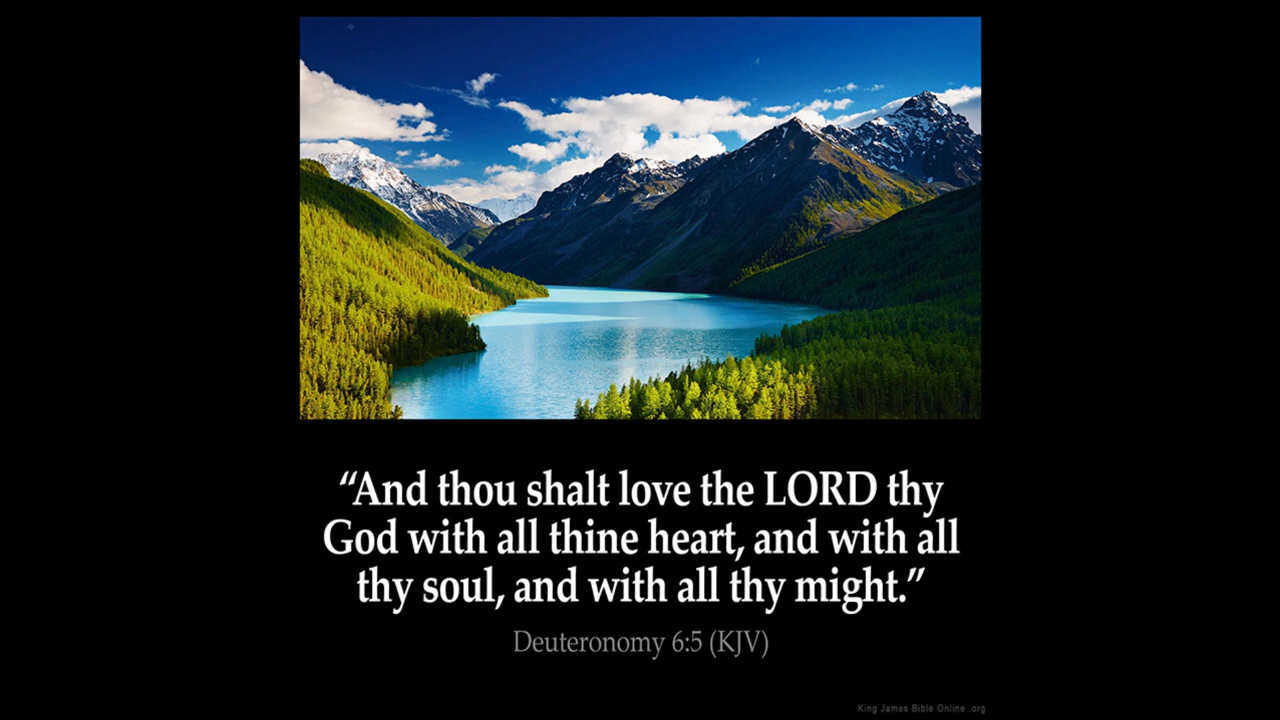 “And thou shalt love the LORD thy
God with all thine heart, and with all
thy soul, and with all thy might.”
Deuteronomy 6:5 (KJV)
King James Bible Online .org